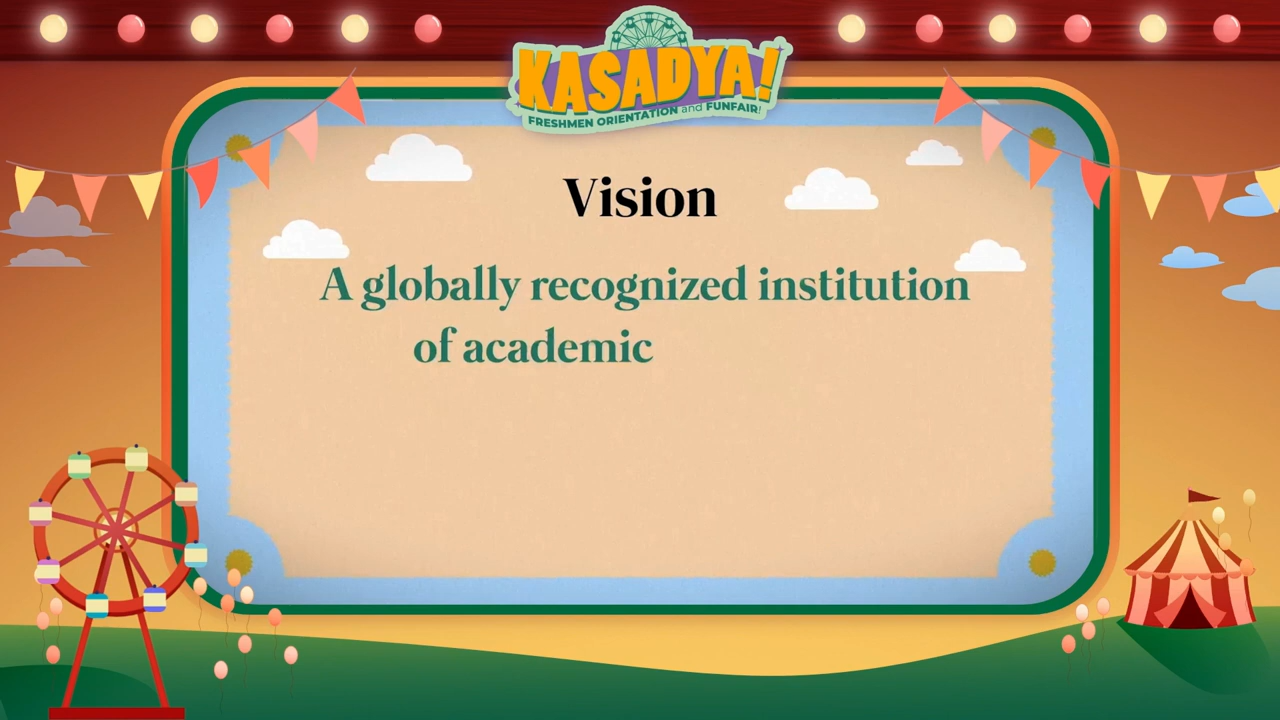 KASADYA!
FRESHMEN ORIENTATION and FUNFAIR!
Vision
A globally recognized institution
of academic